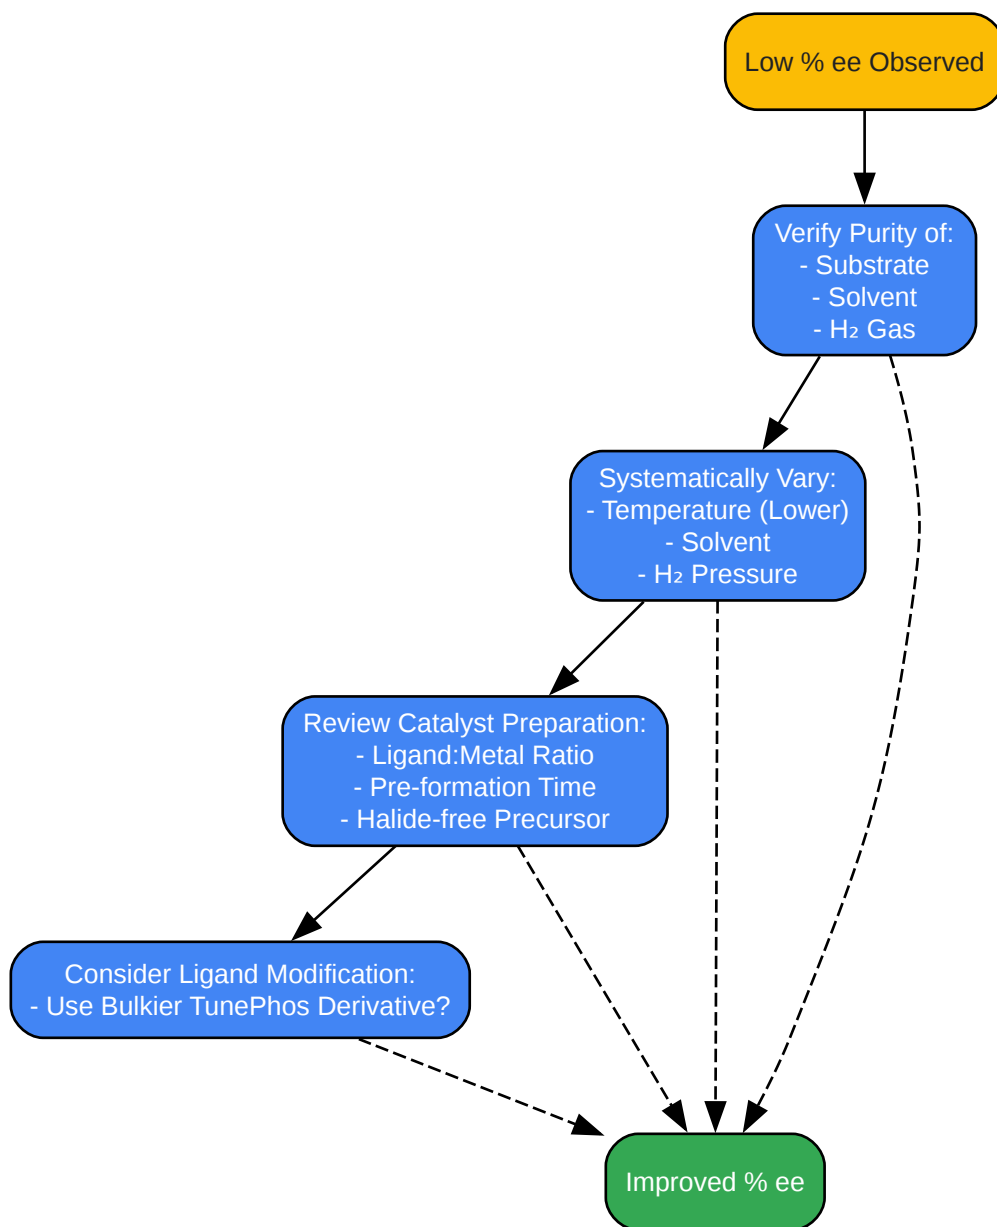 Low % ee Observed
Verify Purity of:
- Substrate
- Solvent
- H₂ Gas
Systematically Vary:
- Temperature (Lower)
- Solvent
- H₂ Pressure
Review Catalyst Preparation:
- Ligand:Metal Ratio
- Pre-formation Time
- Halide-free Precursor
Consider Ligand Modification:
- Use Bulkier TunePhos Derivative?
Improved % ee